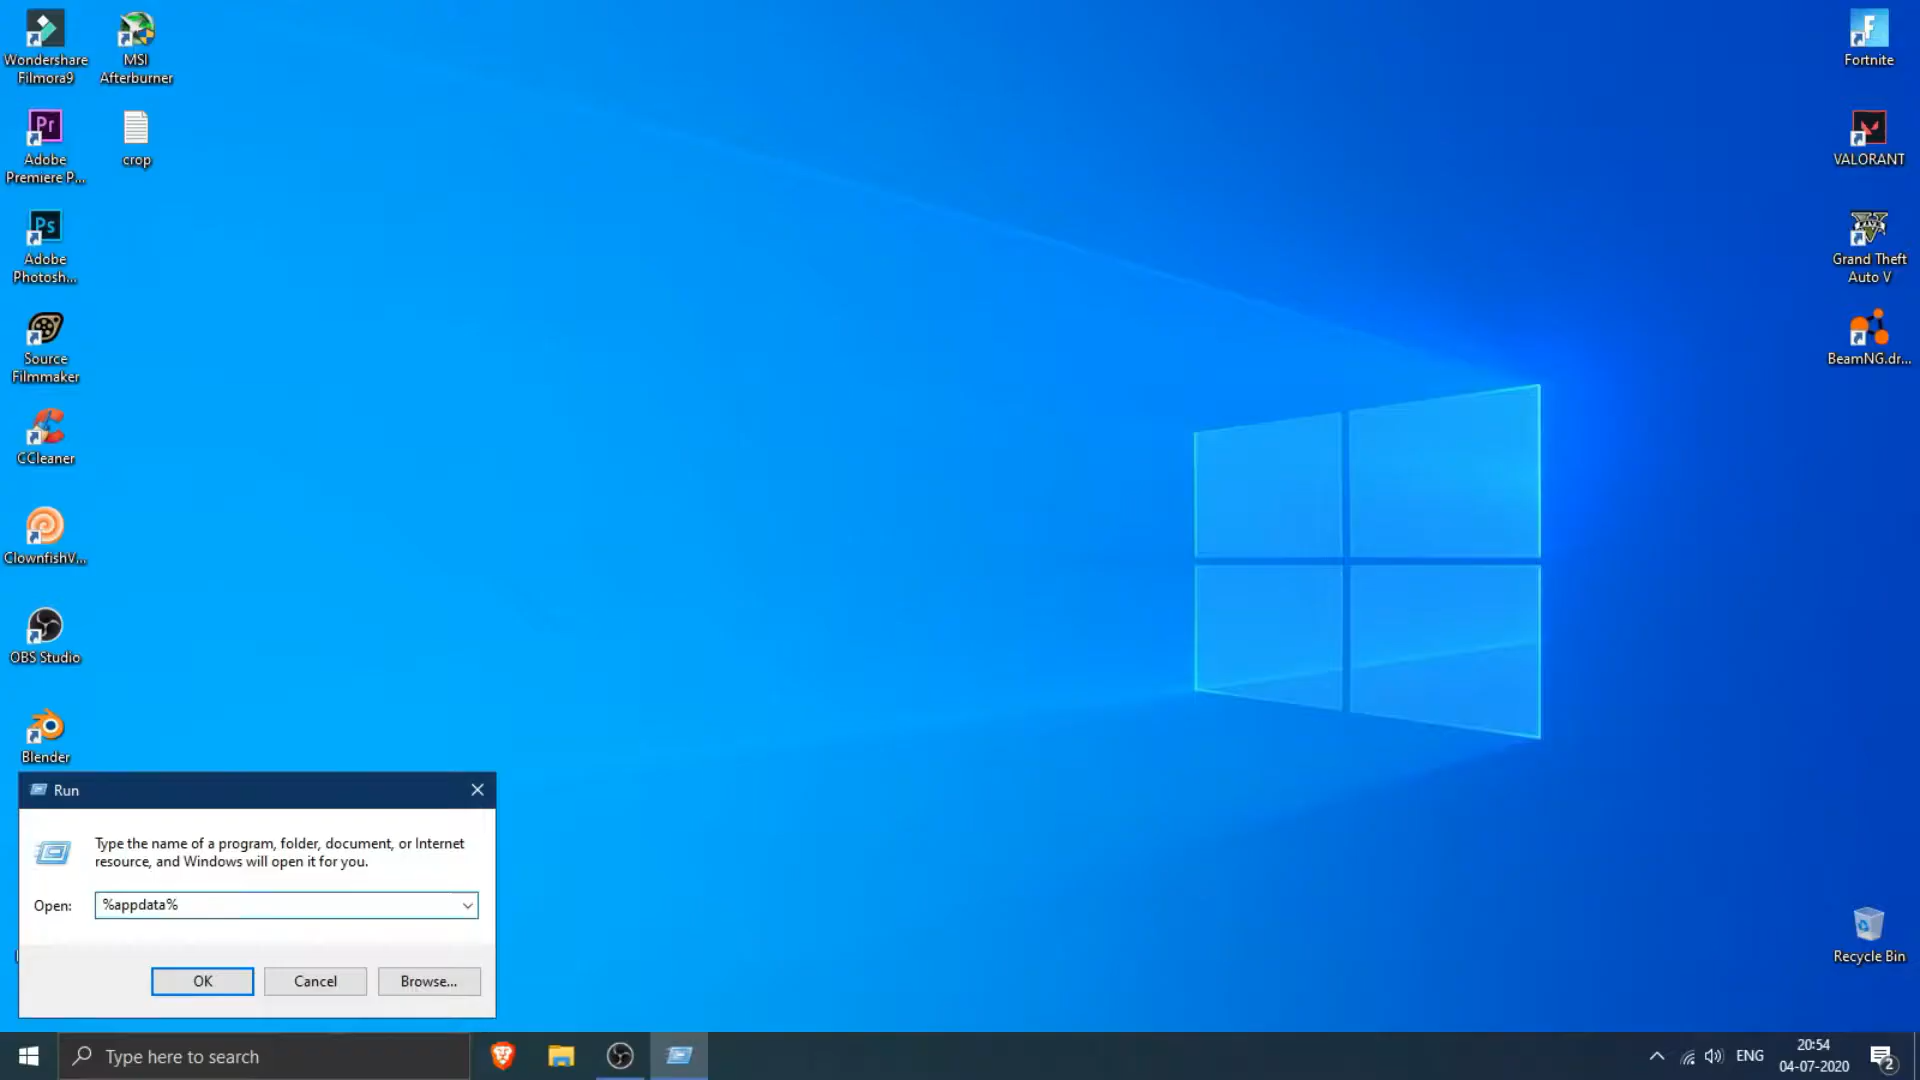 Wondershare
Filmora9
MSI
Afterburner
Adobe
Premiere P...
crop
Adobe
Photosh...
Source
Filmmaker
CCleaner
ClownfishV...
OBS Studio
Blender
Fortnite
VALORANT
Grand Theft
Auto V
BeamNG.dr...
Recycle Bin
Run
Type the name of a program, folder, document, or Internet
resource, and Windows will open it for you.
Open:
%appdata%
OK
Cancel
Browse...
Type here to search
ENG
20:54
04-07-2020
2